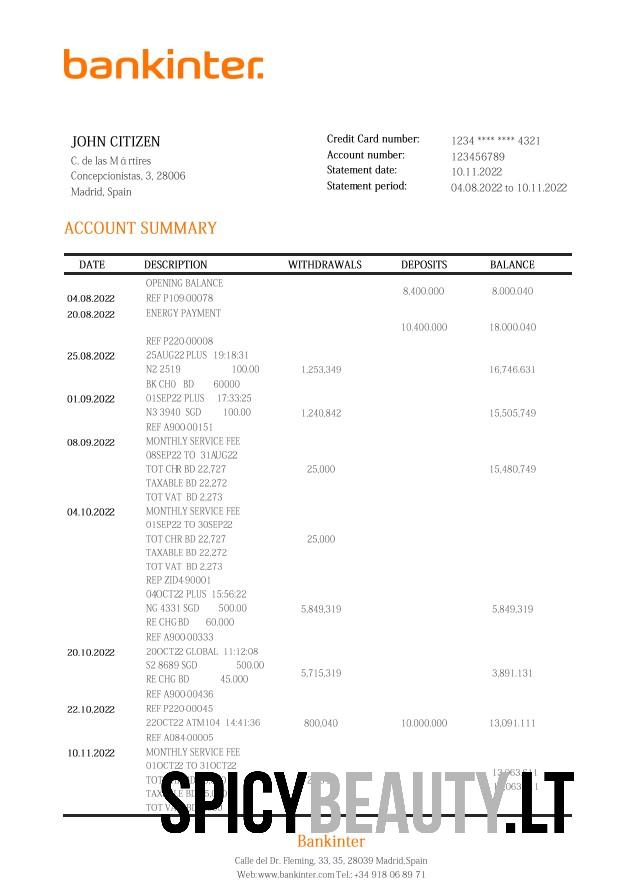 bankinter.
JOHN CITIZEN
C. de las M á rtires
Concepcionistas, 3, 28006
Madrid, Spain
Credit Card number: 1234 **** **** 4321
Account number: 123456789
Statement date: 10.11.2022
Statement period: 04.08.2022 to 10.11.2022
ACCOUNT SUMMARY
DATE DESCRIPTION WITHDRAWALS DEPOSITS BALANCE
OPENING BALANCE
8,400.000 8.000.040
04.08.2022 REF P109-00078
20.08.2022 ENERGY PAYMENT
10,400.000 18.000.040
REF P220-00008
25.08.2022 25AUG22 PLUS 19:18:31
N2 2519 100.00 1,253,349 16,746.631
BK CHO BD 60000
01.09.2022 01SEP22 PLUS 17:33:25
N3 3940 SGD 100.00 1,240,842 15,505,749
REF A900-00151
08.09.2022 MONTHLY SERVICE FEE
08SEP22 TO 31AUG22
TOT CHR BD 22,727 25,000 15,480,749
TAXABLE BD 22,272
TOT VAT BD 2,273
04.10.2022 MONTHLY SERVICE FEE
01SEP22 TO 30SEP22
TOT CHR BD 22,727 25,000
TAXABLE BD 22,272
TOT VAT BD 2,273
REP ZID4-90001
04OCT22 PLUS 15:56:22
NG 4331 SGD 500.00 5,849,319 5,849,319
RE CHG BD 60.000
REF A900-00333
20.10.2022 20OCT22 GLOBAL 11:12:08
S2 8689 SGD 500.00
5,715,319 3,891.131
RE CHG BD 45.000
REF A900-00436
22.10.2022 REF P220-00045
22OCT22 ATM104 14:41:36 800,040 10.000.000 13,091.111
REF A084-00005
10.11.2022 MONTHLY SERVICE FEE
01OCT22 TO 31OCT22
TOT
SPICYBEAUTY.LT
Bankinter
Calle del Dr. Fleming, 33, 35, 28039 Madrid,Spain
Web:www.bankinter.com Tel.: +34 918 06 89 71